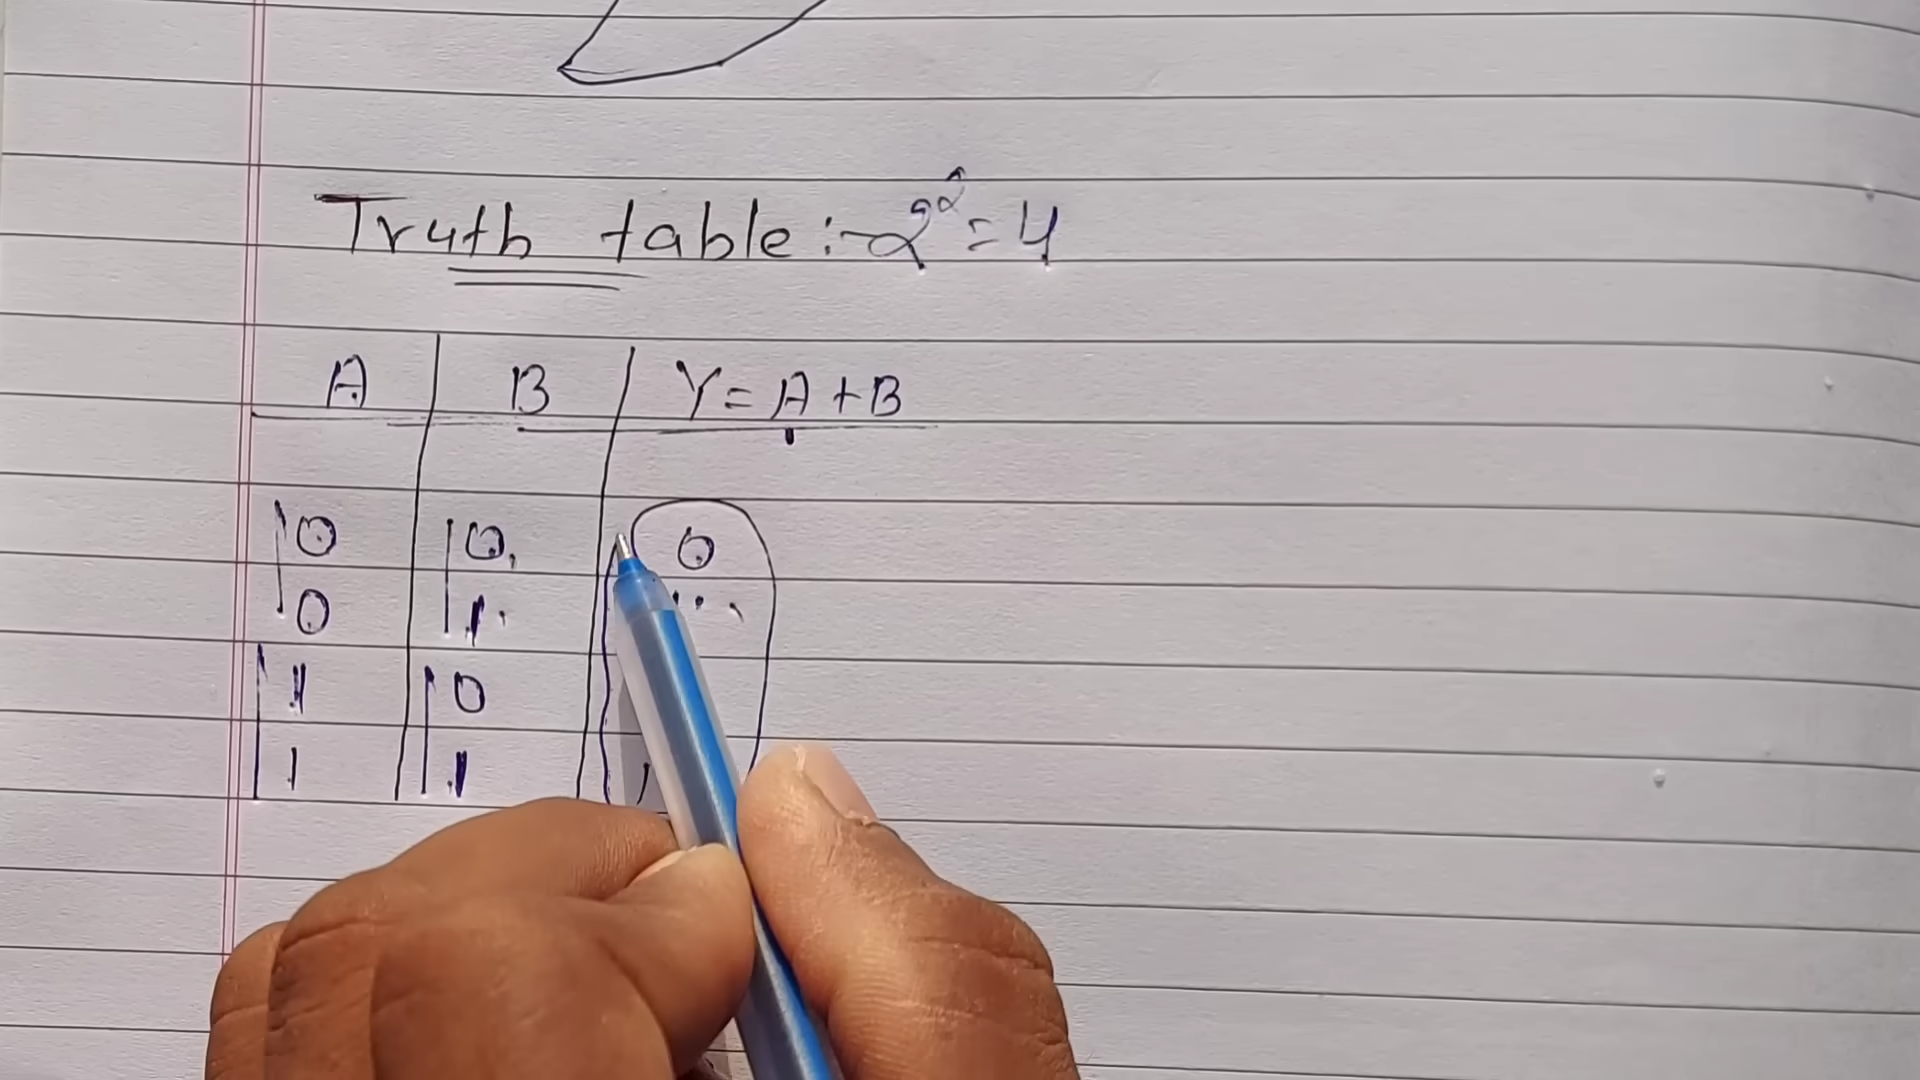 Truth table :- 2² = 4
A B Y = A + B
0 0 0
0 1
1 0
1 1